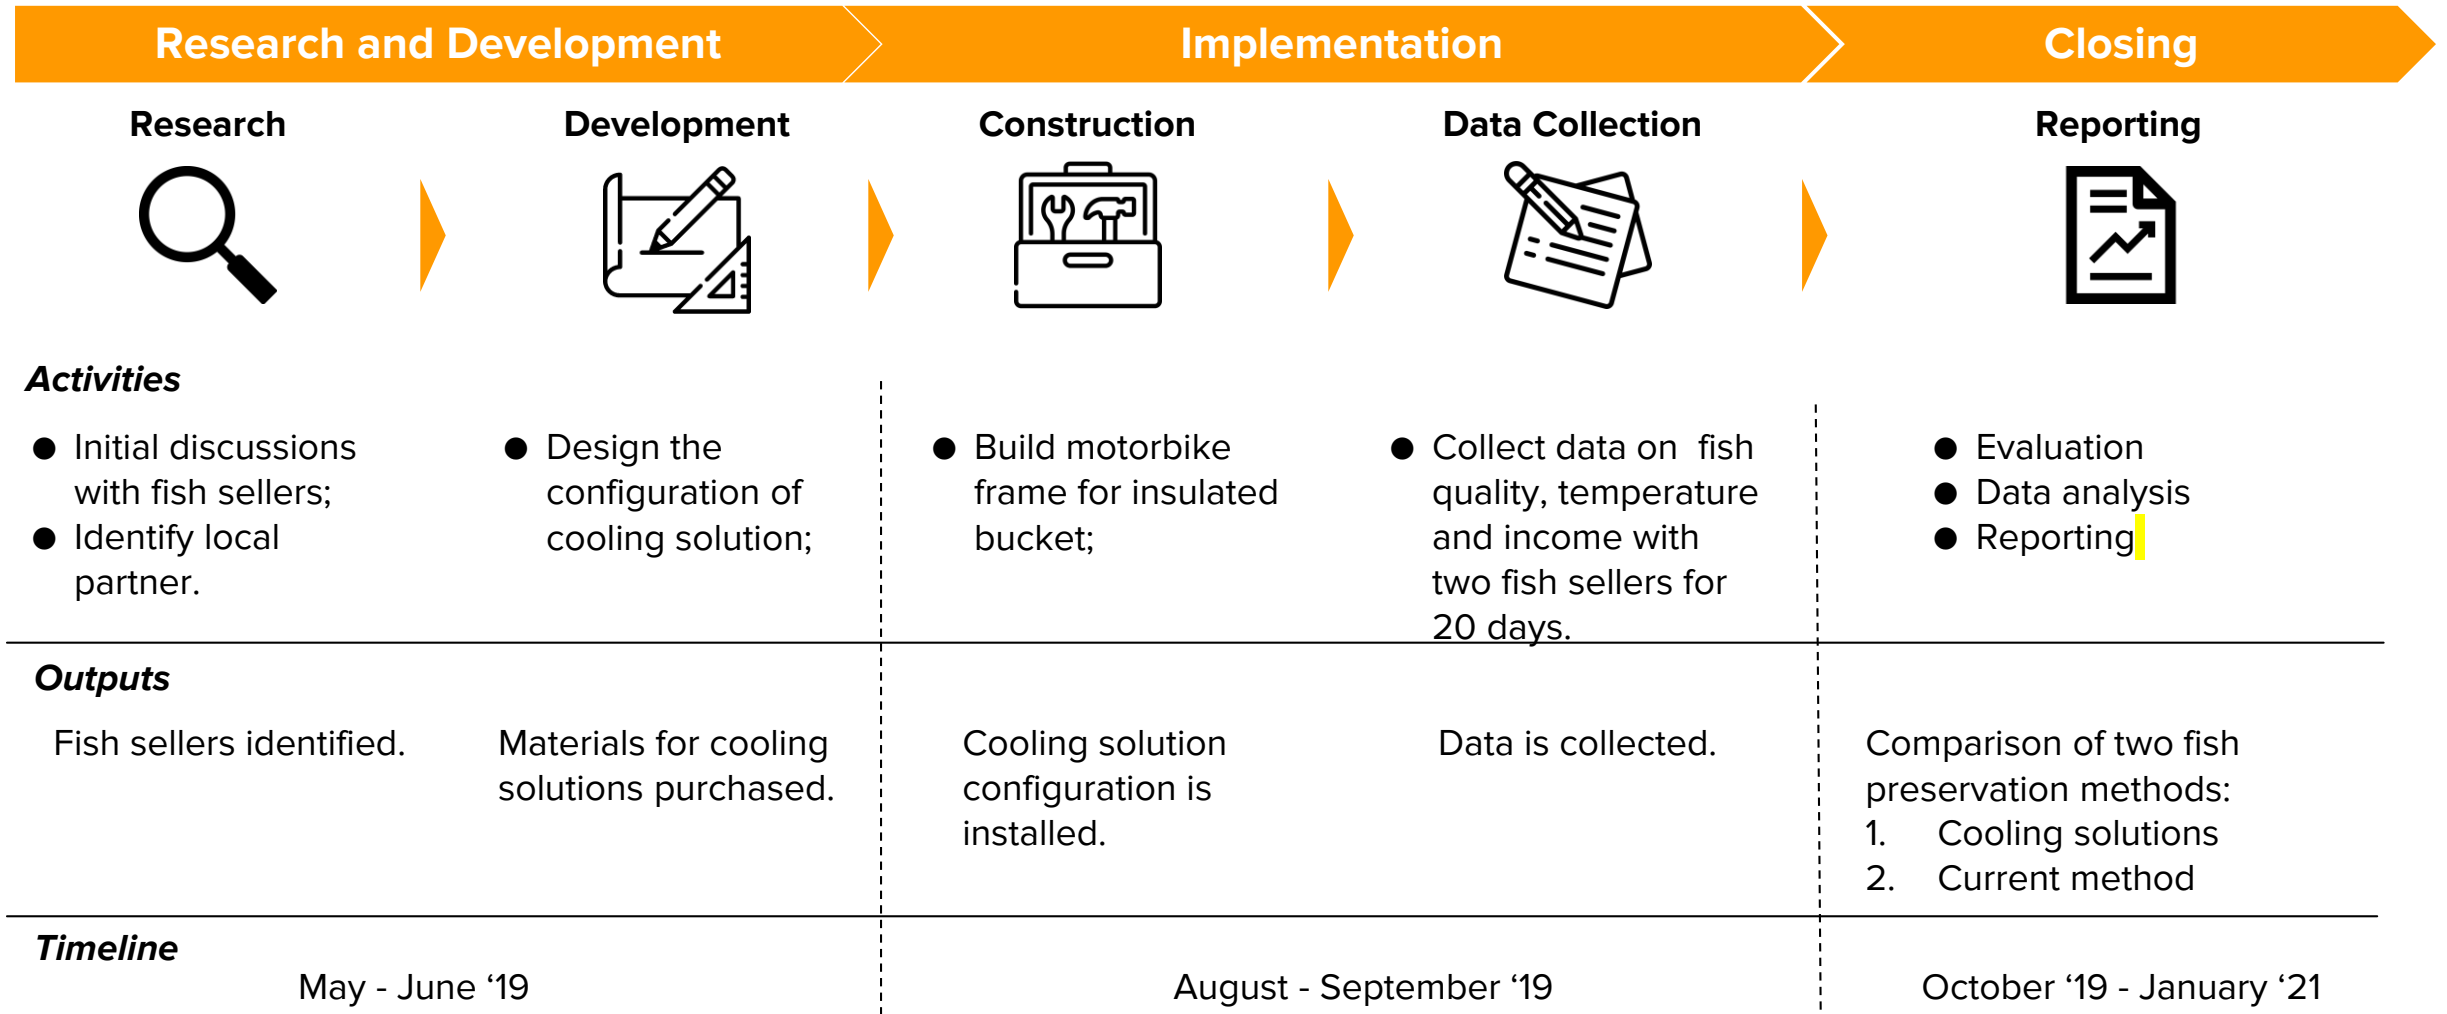 Research and Development
Implementation
Closing
Research
Development
Construction
Data Collection
Reporting
Activities
● Initial discussions
with fish sellers;
● Identify local
partner.
● Design the
configuration of
cooling solution;
● Build motorbike
frame for insulated
bucket;
● Collect data on  fish
quality, temperature
and income with
two fish sellers for
20 days.
● Evaluation
● Data analysis
● Reporting
Outputs
Fish sellers identified.
Materials for cooling
solutions purchased.
Cooling solution
configuration is
installed.
Data is collected.
Comparison of two fish
preservation methods:
1. Cooling solutions
2. Current method
Timeline
May - June ‘19
August - September ‘19
October ‘19 - January ‘21